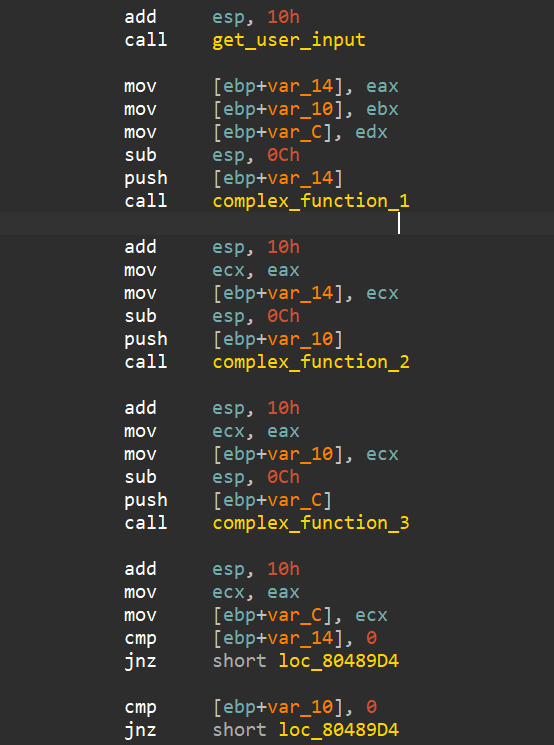 add esp, 10h
call get_user_input
mov [ebp+var_14], eax
mov [ebp+var_10], ebx
mov [ebp+var_C], edx
sub esp, 0Ch
push [ebp+var_14]
call complex_function_1
add esp, 10h
mov ecx, eax
mov [ebp+var_14], ecx
sub esp, 0Ch
push [ebp+var_10]
call complex_function_2
add esp, 10h
mov ecx, eax
mov [ebp+var_10], ecx
sub esp, 0Ch
push [ebp+var_C]
call complex_function_3
add esp, 10h
mov ecx, eax
mov [ebp+var_C], ecx
cmp [ebp+var_14], 0
jnz short loc_80489D4
cmp [ebp+var_10], 0
jnz short loc_80489D4